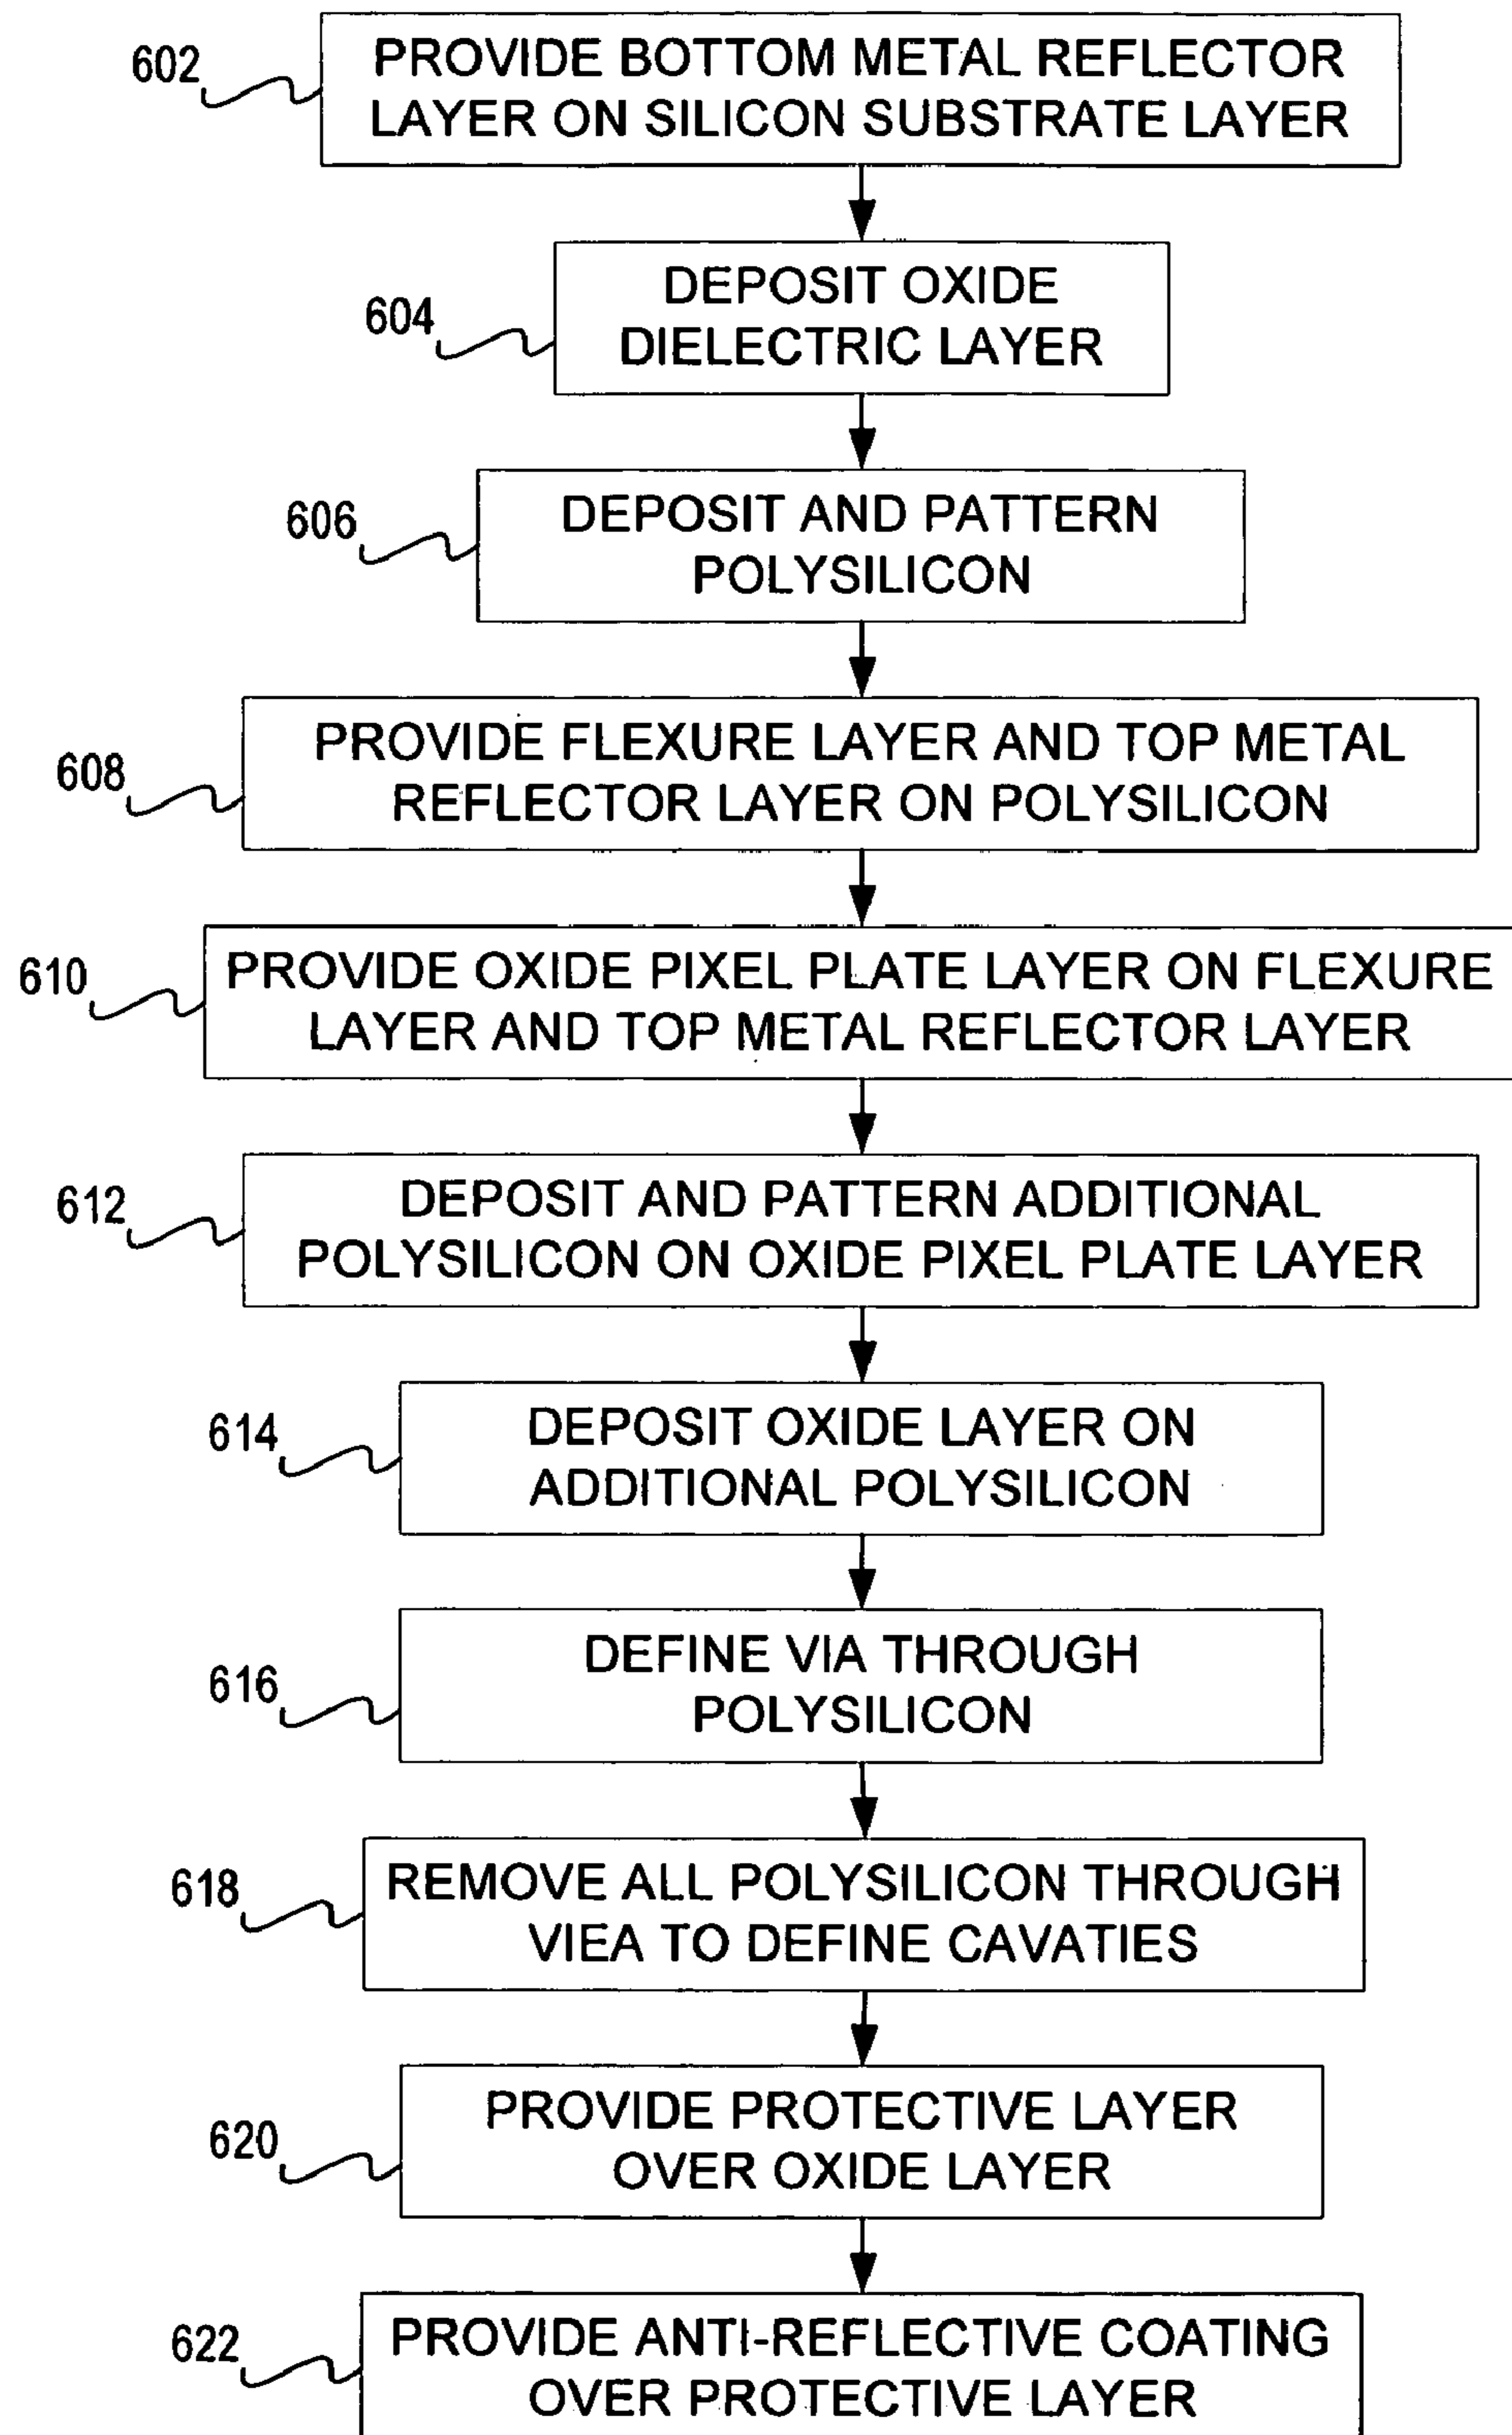 602
PROVIDE BOTTOM METAL REFLECTOR
LAYER ON SILICON SUBSTRATE LAYER
604
DEPOSIT OXIDE
DIELECTRIC LAYER
606
DEPOSIT AND PATTERN
POLYSILICON
608
PROVIDE FLEXURE LAYER AND TOP METAL
REFLECTOR LAYER ON POLYSILICON
610
PROVIDE OXIDE PIXEL PLATE LAYER ON FLEXURE
LAYER AND TOP METAL REFLECTOR LAYER
612
DEPOSIT AND PATTERN ADDITIONAL
POLYSILICON ON OXIDE PIXEL PLATE LAYER
614
DEPOSIT OXIDE LAYER ON
ADDITIONAL POLYSILICON
616
DEFINE VIA THROUGH
POLYSILICON
618
REMOVE ALL POLYSILICON THROUGH
VIEA TO DEFINE CAVATIES
620
PROVIDE PROTECTIVE LAYER
OVER OXIDE LAYER
622
PROVIDE ANTI-REFLECTIVE COATING
OVER PROTECTIVE LAYER